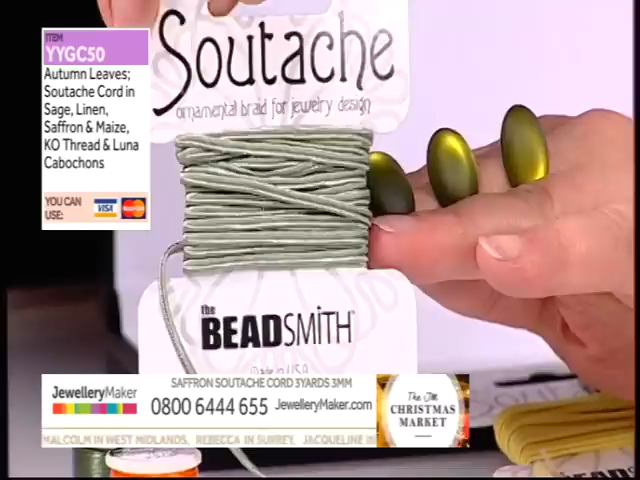 ITEM
YYGC50
Autumn Leaves;
Soutache Cord in
Sage, Linen,
Saffron & Maize,
KO Thread & Luna
Cabochons
YOU CAN
USE:
VISA
MasterCard
Soutache
ornamental braid for jewelry design
the
BEADSMITH
Made in U.S.A.
SAFFRON SOUTACHE CORD 3YARDS 3MM
JewelleryMaker
0800 6444 655 JewelleryMaker.com
MALCOLM IN WEST MIDLANDS, REBECCA IN SURREY, JACQUELINE
The JM
CHRISTMAS
MARKET